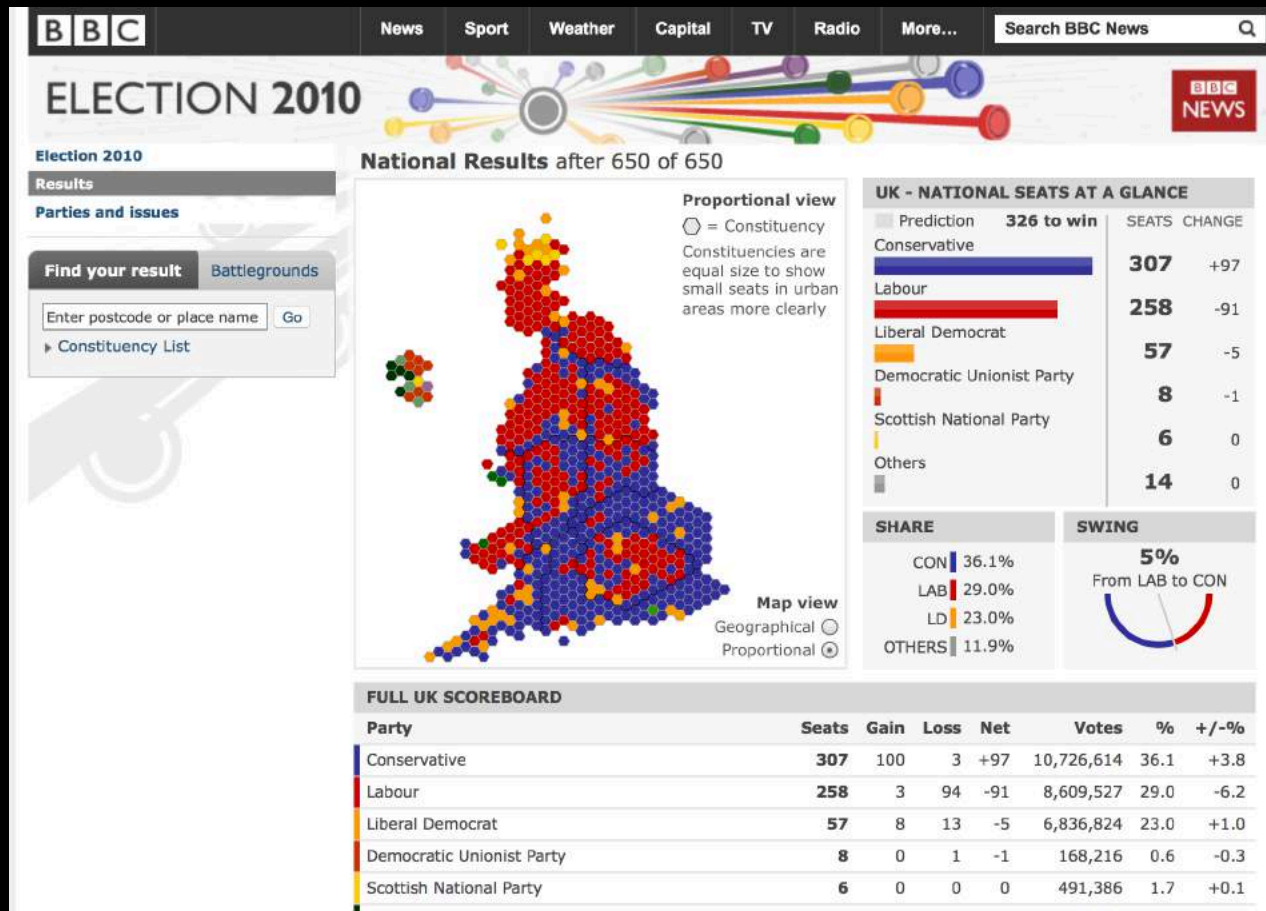 BBC
News Sport Weather Capital TV Radio More... Search BBC News
ELECTION 2010
BBC
NEWS
Election 2010
Results
Parties and issues
Find your result Battlegrounds
Enter postcode or place name Go
Constituency List
National Results after 650 of 650
Proportional view
= Constituency
Constituencies are
equal size to show
small seats in urban
areas more clearly
Map view
Geographical
Proportional
UK - NATIONAL SEATS AT A GLANCE
Prediction 326 to win SEATS CHANGE
Conservative
307 +97
Labour
258 -91
Liberal Democrat
57 -5
Democratic Unionist Party
8 -1
Scottish National Party
6 0
Others
14 0
SHARE
CON 36.1%
LAB 29.0%
LD 23.0%
OTHERS 11.9%
SWING
5%
From LAB to CON
FULL UK SCOREBOARD
Party Seats Gain Loss Net Votes % +/-%
Conservative 307 100 3 +97 10,726,614 36.1 +3.8
Labour 258 3 94 -91 8,609,527 29.0 -6.2
Liberal Democrat 57 8 13 -5 6,836,824 23.0 +1.0
Democratic Unionist Party 8 0 1 -1 168,216 0.6 -0.3
Scottish National Party 6 0 0 0 491,386 1.7 +0.1